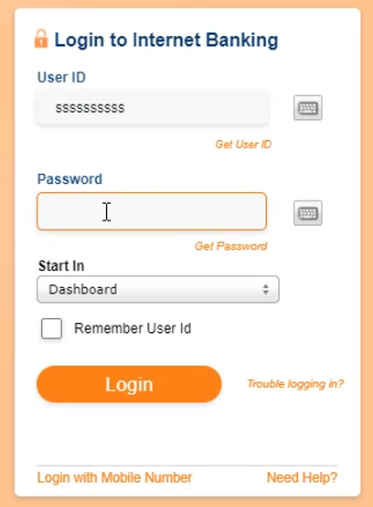 Login to Internet Banking
User ID
ssssssssss
Get User ID
Password
Get Password
Start In
Dashboard
Remember User Id
Login
Trouble logging in?
Login with Mobile Number
Need Help?